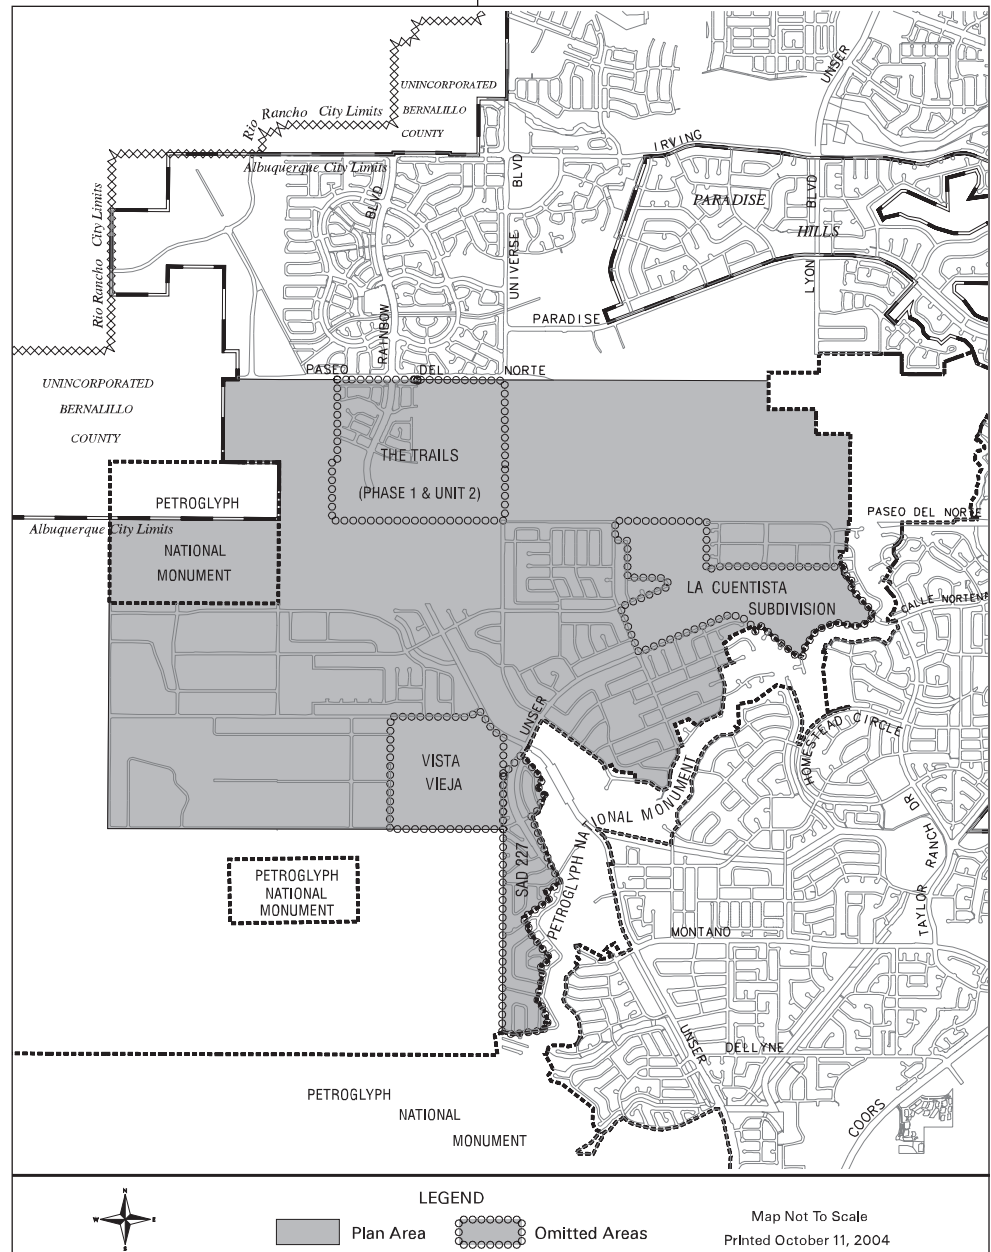 UNINCORPORATED
BERNALILLO
COUNTY
UNSER
Rio Rancho City Limits
Albuquerque City Limits
IRVING
BLVD
BLVD
BLVD
PARADISE
HILLS
Rio Rancho City Limits
UNIVERSE
LYON
RAINBOW
PARADISE
PASEO DEL NORTE
UNINCORPORATED
BERNALILLO
COUNTY
THE TRAILS
(PHASE 1 & UNIT 2)
PETROGLYPH
Albuquerque City Limits
NATIONAL
MONUMENT
PASEO DEL NORTE
LA CUENTISTA
SUBDIVISION
CALLE NORTENA
UNSER
HOMESTEAD CIRCLE
VISTA
VIEJA
PETROGLYPH NATIONAL MONUMENT
SAD 227
PETROGLYPH
NATIONAL
MONUMENT
TAYLOR RANCH DR
MONTANO
UNSER
DELLYNE
COORS
PETROGLYPH
NATIONAL
MONUMENT
LEGEND
N
W E
S
Plan Area
Omitted Areas
Map Not To Scale
Printed October 11, 2004